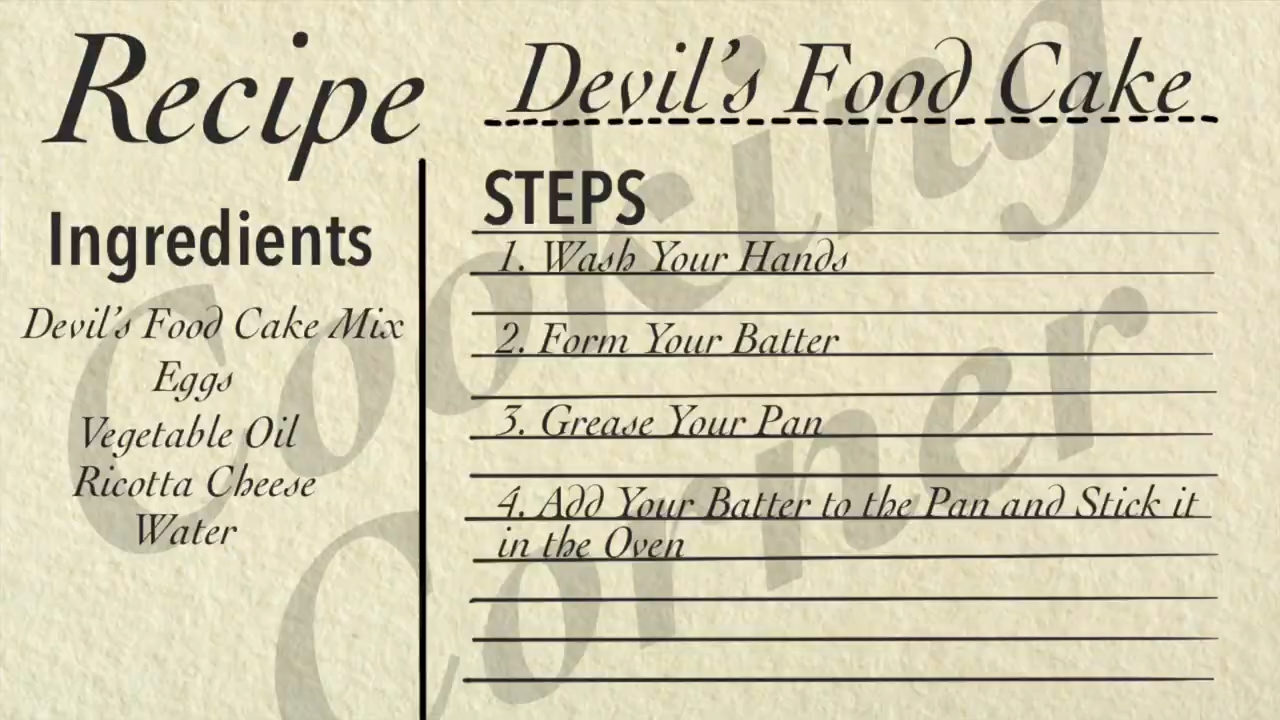 Recipe
Ingredients
Devil's Food Cake Mix
Eggs
Vegetable Oil
Ricotta Cheese
Water
Devil's Food Cake
STEPS
1. Wash Your Hands
2. Form Your Batter
3. Grease Your Pan
4. Add Your Batter to the Pan and Stick it
in the Oven
Cooking
Corner